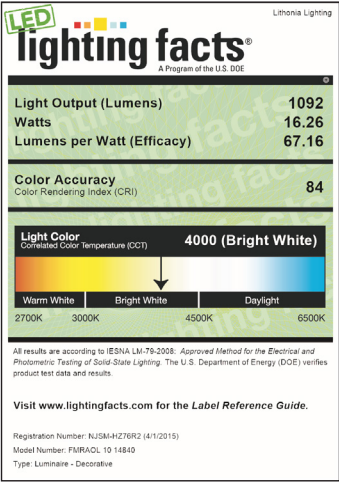 Lithonia Lighting
LED
lighting facts®
A Program of the U.S. DOE
Light Output (Lumens) 1092
Watts 16.26
Lumens per Watt (Efficacy) 67.16
Color Accuracy
Color Rendering Index (CRI) 84
Light Color
Correlated Color Temperature (CCT) 4000 (Bright White)
Warm White Bright White Daylight
2700K 3000K 4500K 6500K
All results are according to IESNA LM-79-2008: Approved Method for the Electrical and
Photometric Testing of Solid-State Lighting. The U.S. Department of Energy (DOE) verifies
product test data and results.
Visit www.lightingfacts.com for the Label Reference Guide.
Registration Number: NJSM-HZ76R2 (4/1/2015)
Model Number: FMRAOL 10 14840
Type: Luminaire - Decorative